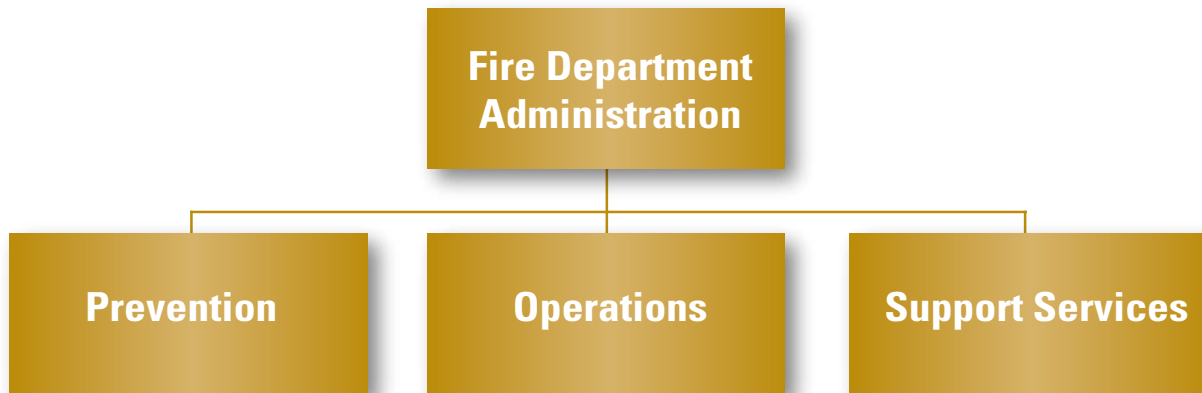 Fire Department
Administration
Prevention
Operations
Support Services